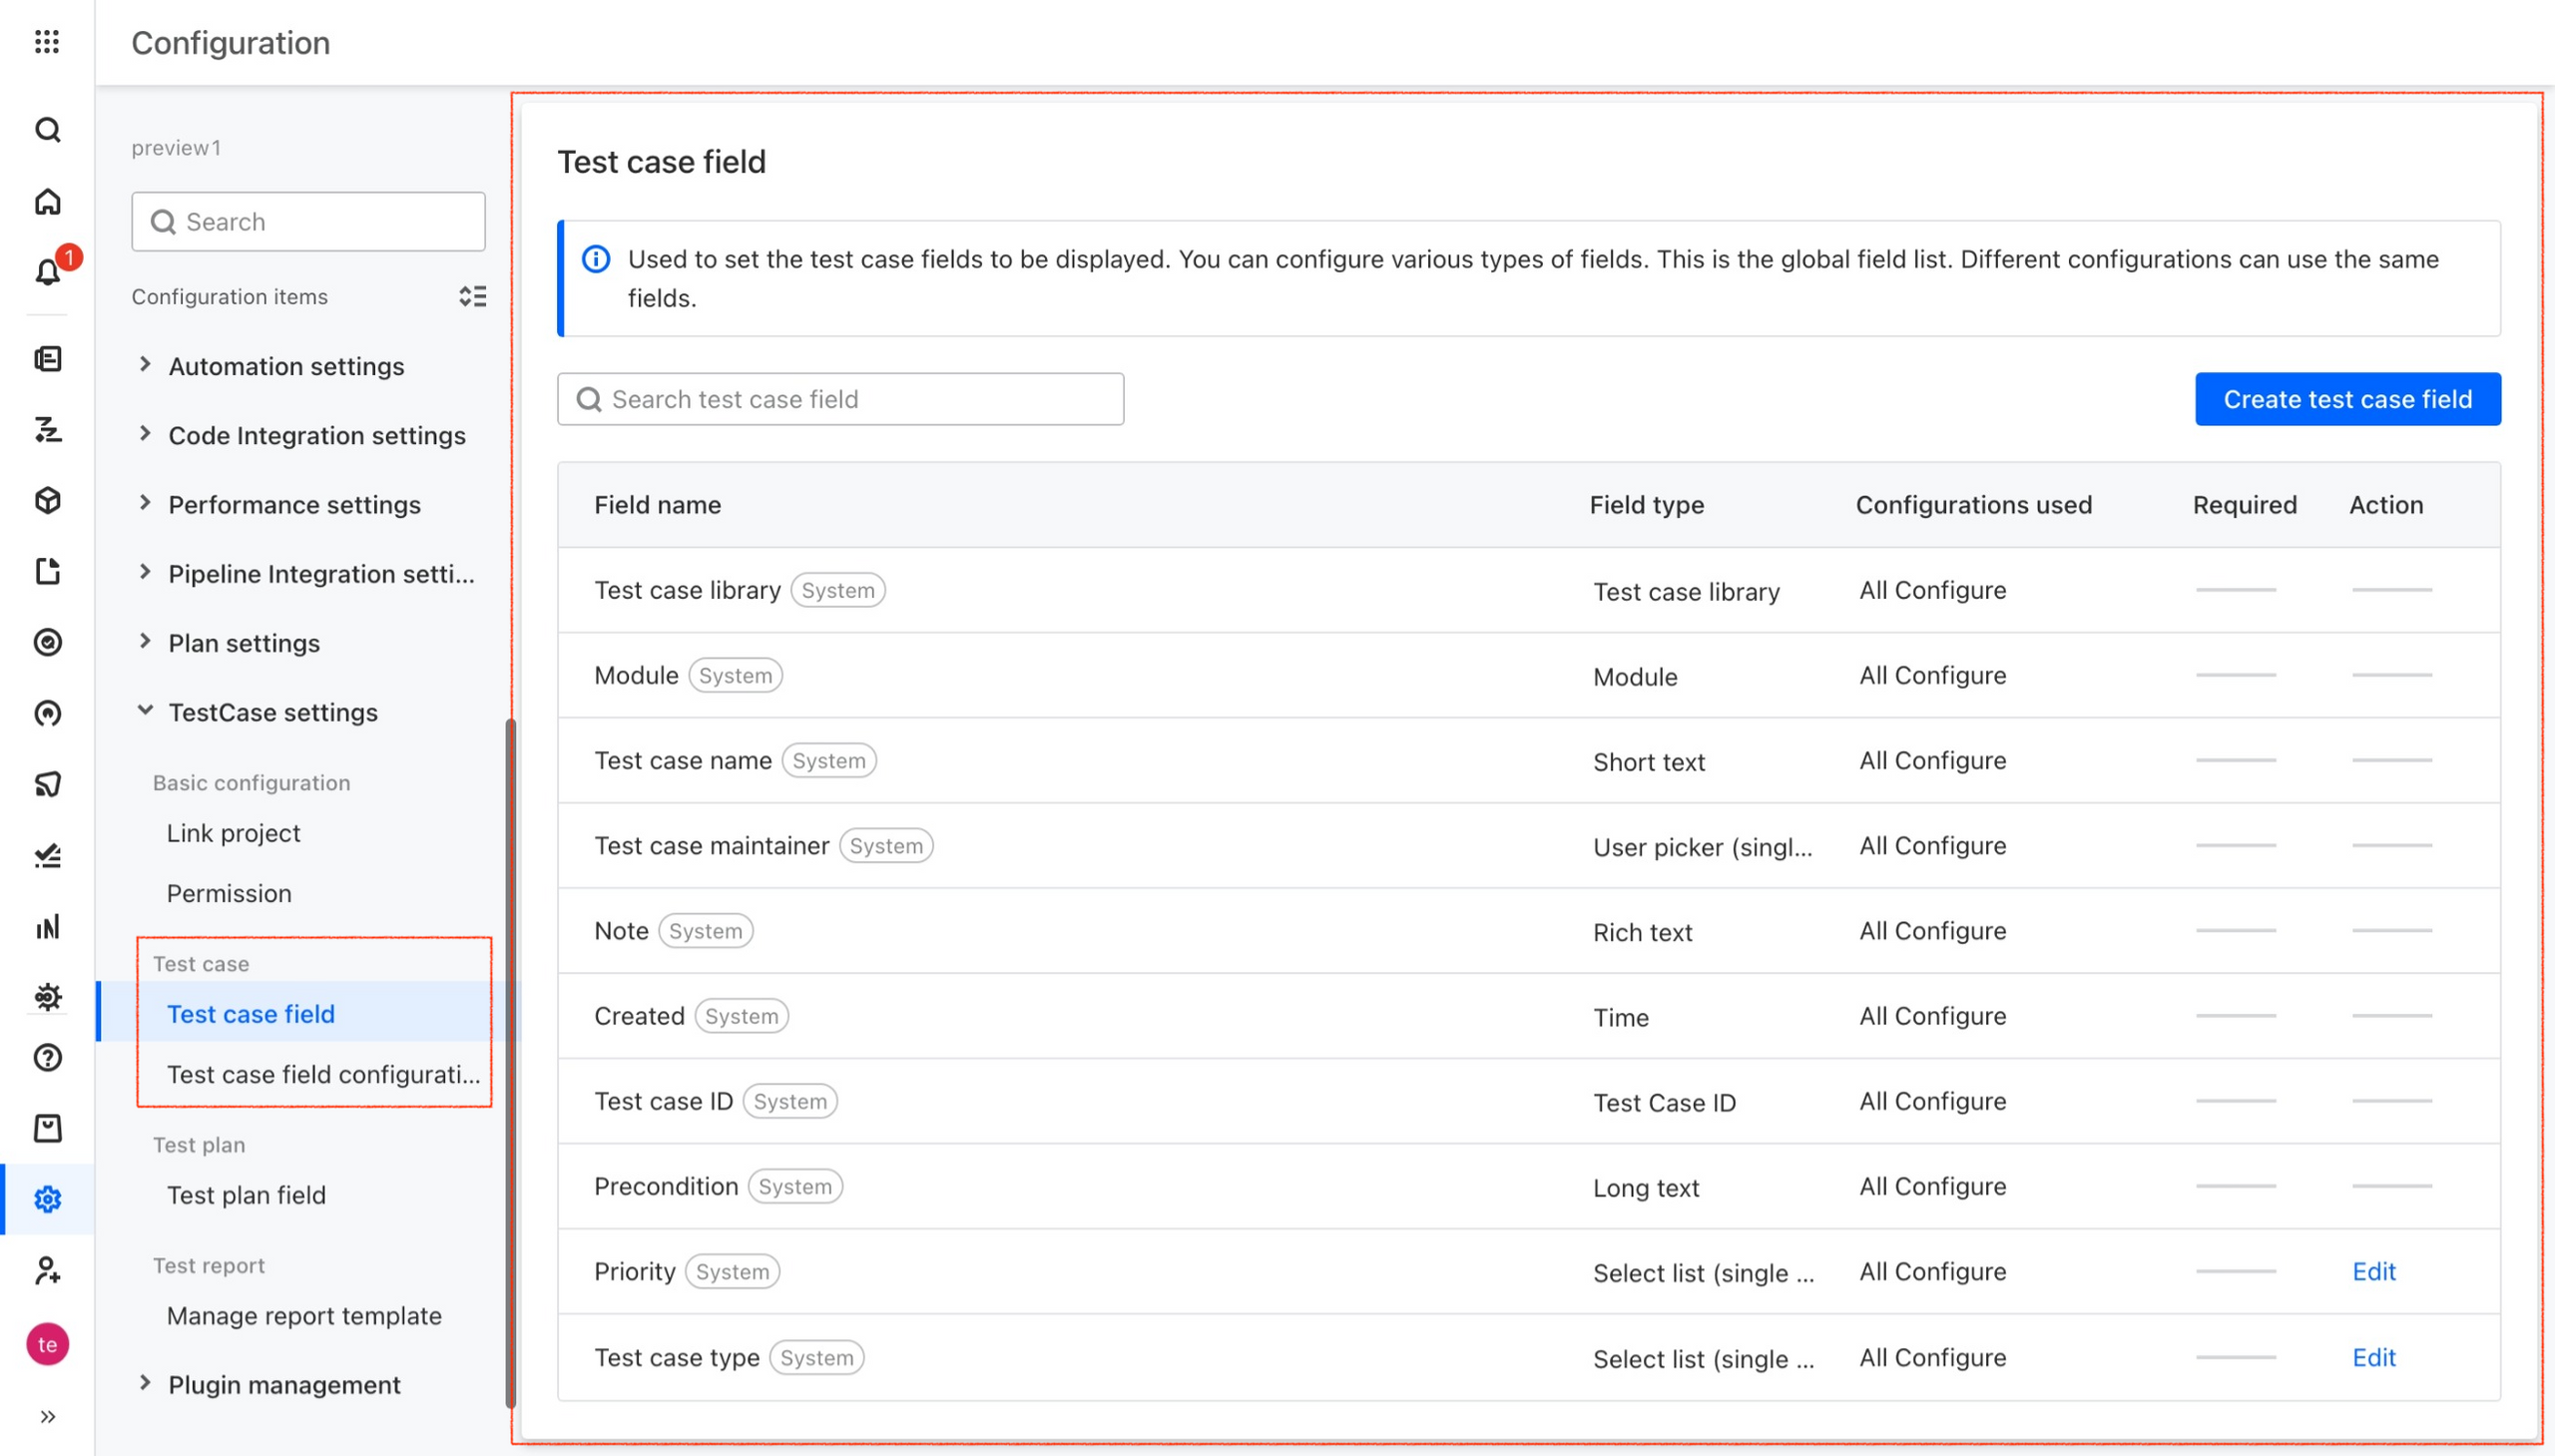 Configuration
1
te
preview1
Search
Configuration items
Automation settings
Code Integration settings
Performance settings
Pipeline Integration setti...
Plan settings
TestCase settings
Basic configuration
Link project
Permission
Test case
Test case field
Test case field configurati...
Test plan
Test plan field
Test report
Manage report template
Plugin management
Test case field
Used to set the test case fields to be displayed. You can configure various types of fields. This is the global field list. Different configurations can use the same
fields.
Search test case field
Create test case field
Field name Field type Configurations used Required Action
Test case library System Test case library All Configure
Module System Module All Configure
Test case name System Short text All Configure
Test case maintainer System User picker (singl... All Configure
Note System Rich text All Configure
Created System Time All Configure
Test case ID System Test Case ID All Configure
Precondition System Long text All Configure
Priority System Select list (single ... All Configure Edit
Test case type System Select list (single ... All Configure Edit